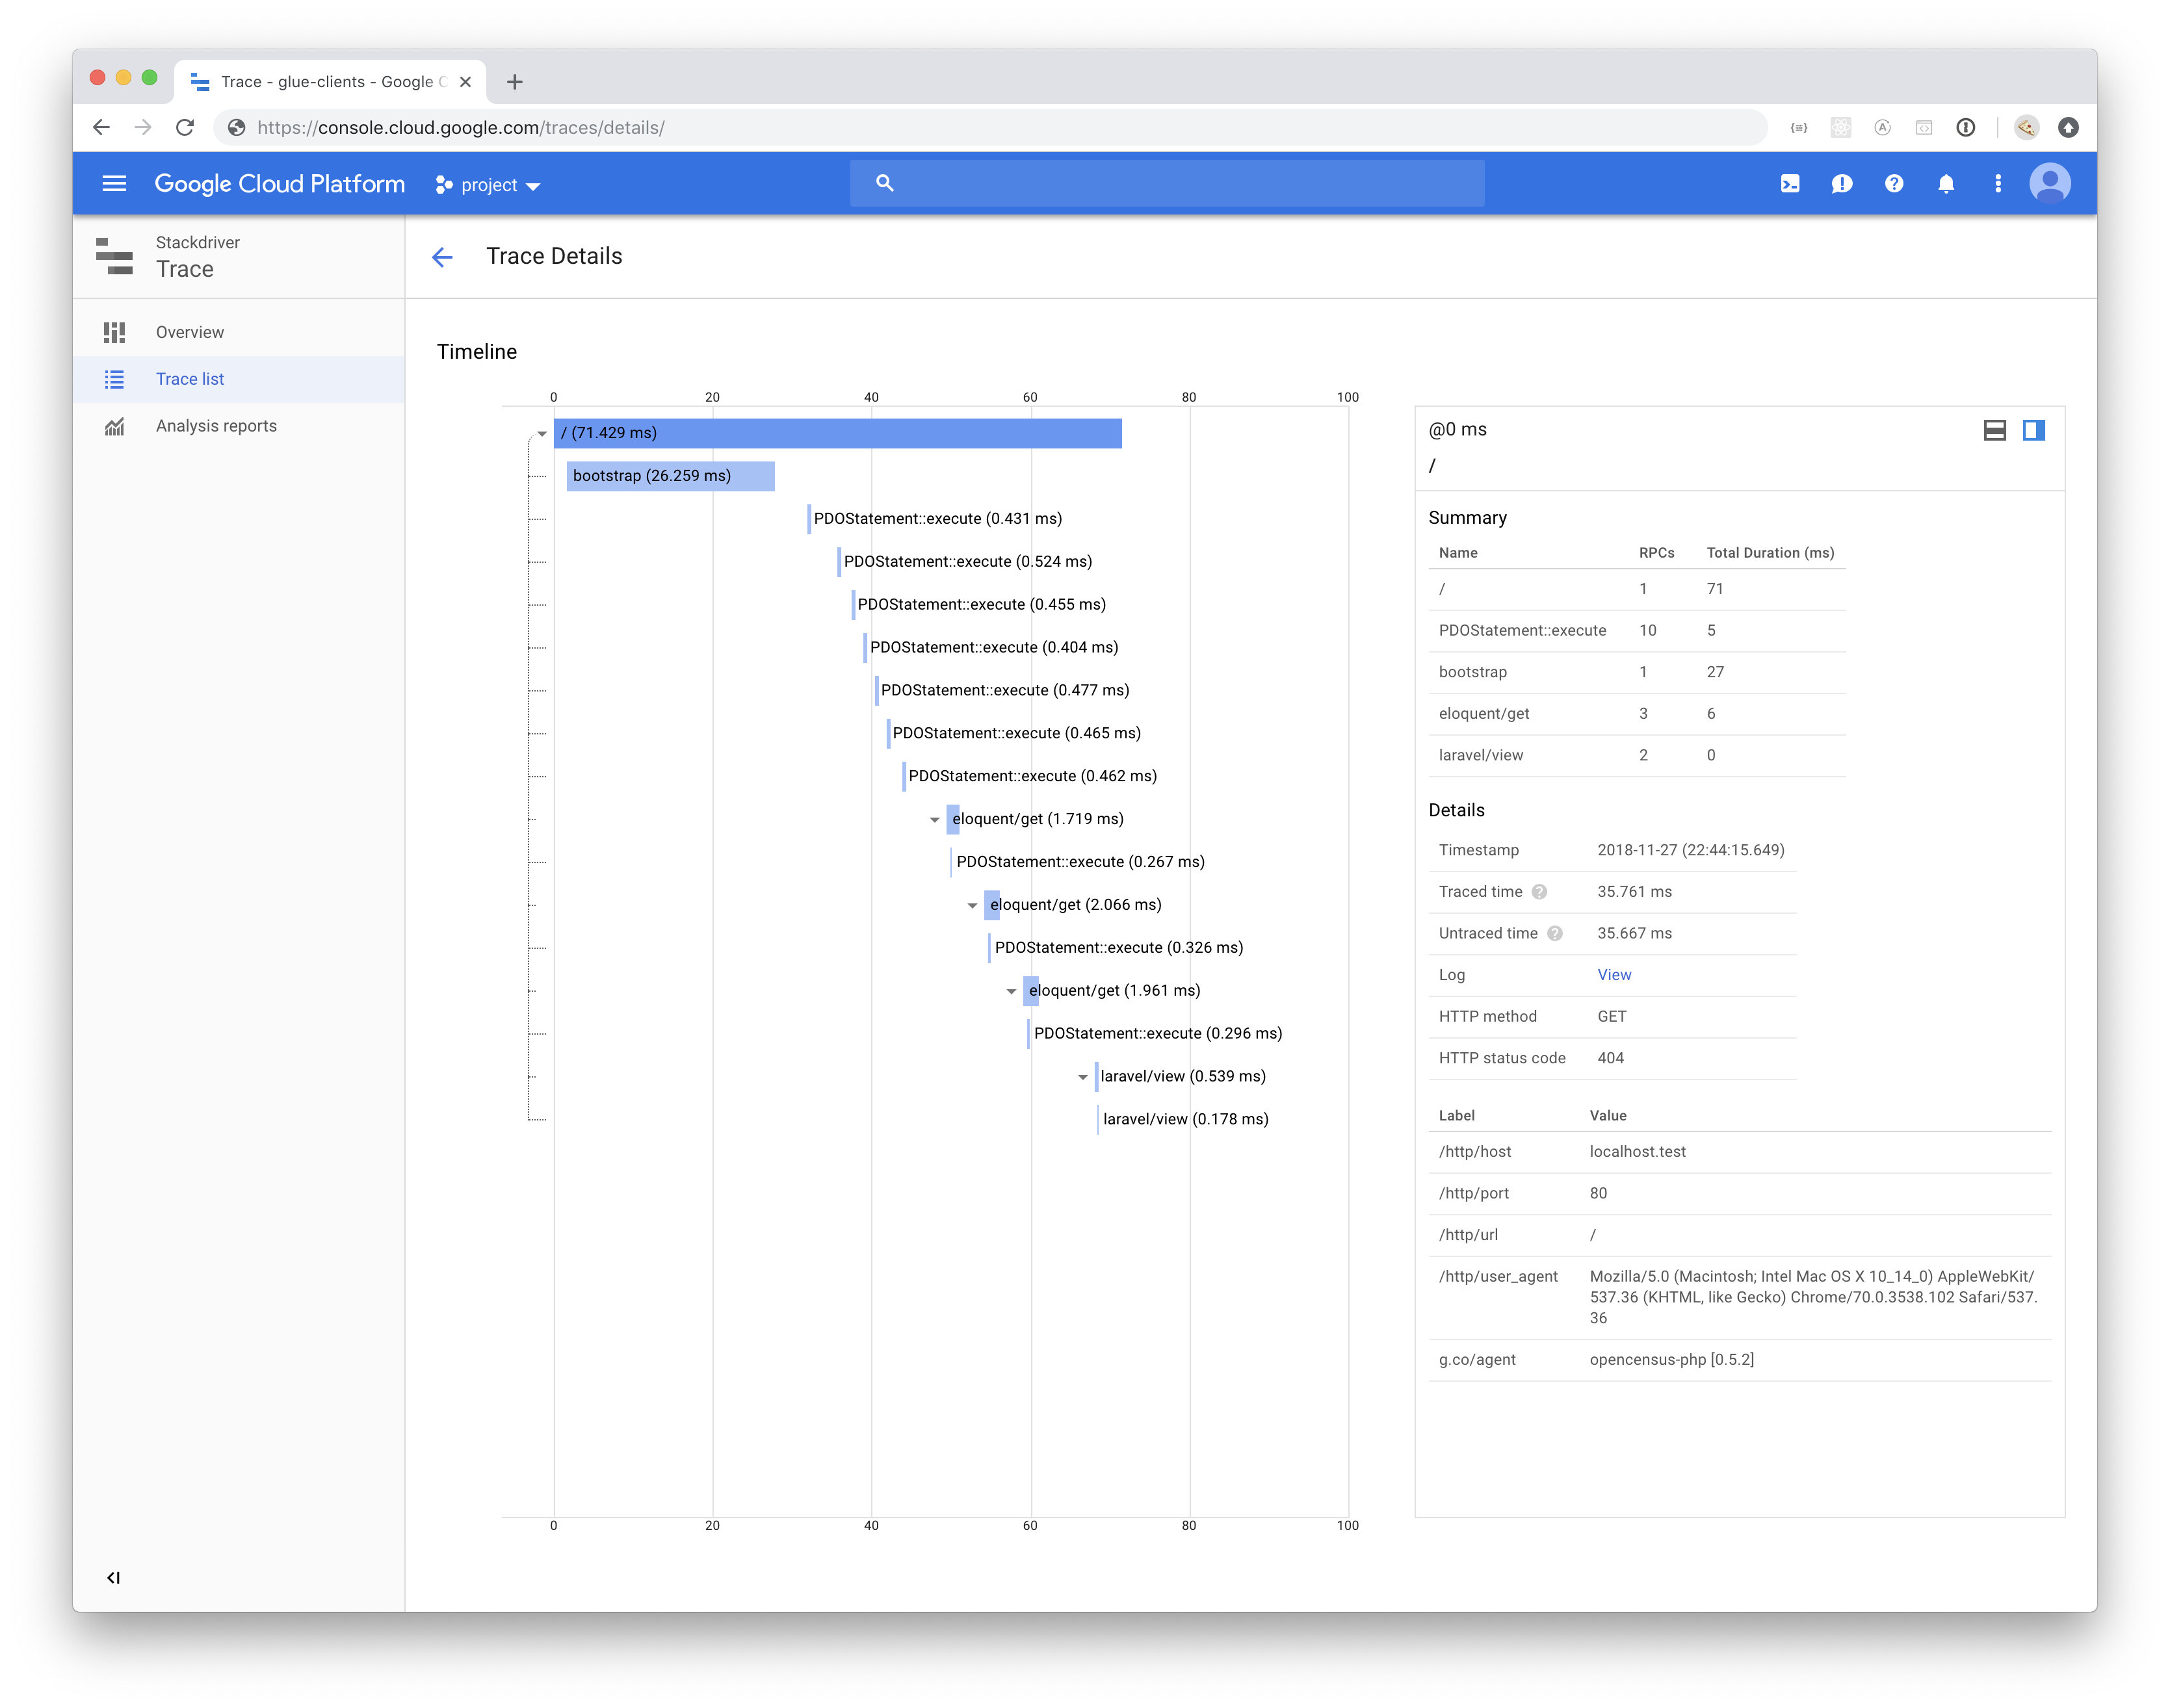 Trace - glue-clients - Google C
https://console.cloud.google.com/traces/details/
Google Cloud Platform
project
Stackdriver
Trace
Trace Details
Overview
Trace list
Analysis reports
Timeline
0 20 40 60 80 100
/ (71.429 ms)
bootstrap (26.259 ms)
PDOStatement::execute (0.431 ms)
PDOStatement::execute (0.524 ms)
PDOStatement::execute (0.455 ms)
PDOStatement::execute (0.404 ms)
PDOStatement::execute (0.477 ms)
PDOStatement::execute (0.465 ms)
PDOStatement::execute (0.462 ms)
eloquent/get (1.719 ms)
PDOStatement::execute (0.267 ms)
eloquent/get (2.066 ms)
PDOStatement::execute (0.326 ms)
eloquent/get (1.961 ms)
PDOStatement::execute (0.296 ms)
laravel/view (0.539 ms)
laravel/view (0.178 ms)
0 20 40 60 80 100
@0 ms
/
Summary
Name RPCs Total Duration (ms)
/ 1 71
PDOStatement::execute 10 5
bootstrap 1 27
eloquent/get 3 6
laravel/view 2 0
Details
Timestamp 2018-11-27 (22:44:15.649)
Traced time ? 35.761 ms
Untraced time ? 35.667 ms
Log View
HTTP method GET
HTTP status code 404
Label Value
/http/host localhost.test
/http/port 80
/http/url /
/http/user_agent Mozilla/5.0 (Macintosh; Intel Mac OS X 10_14_0) AppleWebKit/
537.36 (KHTML, like Gecko) Chrome/70.0.3538.102 Safari/537.
36
g.co/agent opencensus-php [0.5.2]